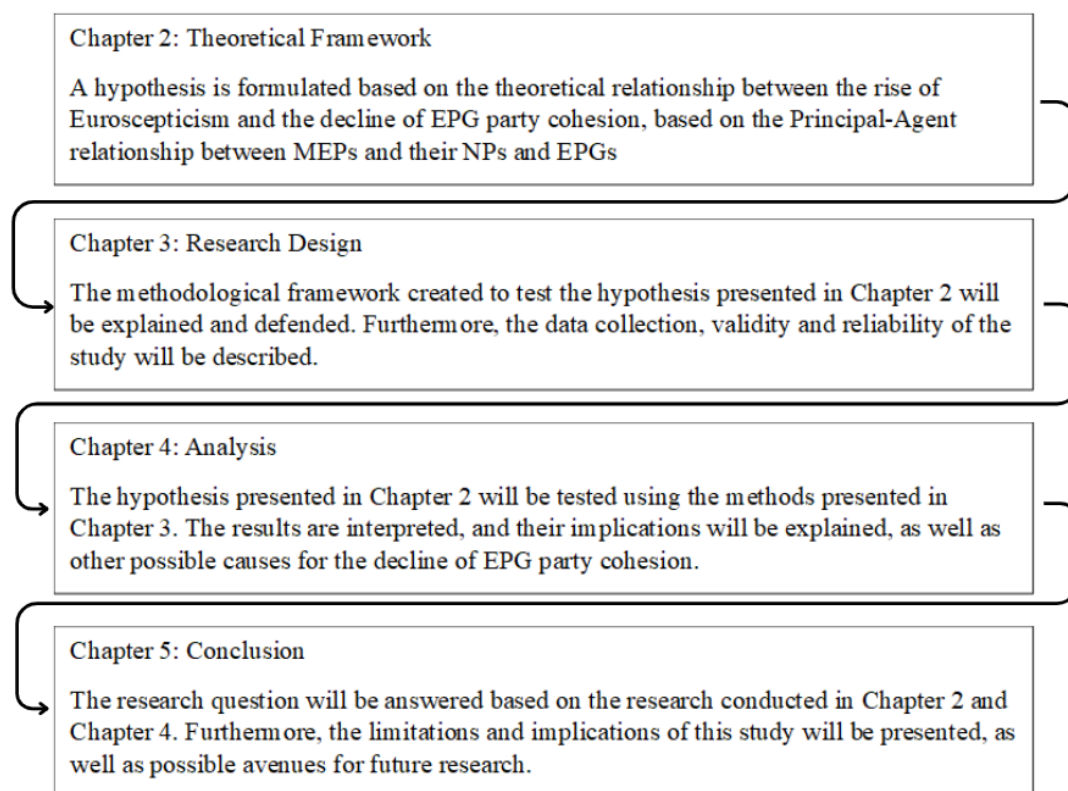 Chapter 2: Theoretical Framework
A hypothesis is formulated based on the theoretical relationship between the rise of
Euroscepticism and the decline of EPG party cohesion, based on the Principal-Agent
relationship between MEPs and their NPs and EPGs
Chapter 3: Research Design
The methodological framework created to test the hypothesis presented in Chapter 2 will
be explained and defended. Furthermore, the data collection, validity and reliability of the
study will be described.
Chapter 4: Analysis
The hypothesis presented in Chapter 2 will be tested using the methods presented in
Chapter 3. The results are interpreted, and their implications will be explained, as well as
other possible causes for the decline of EPG party cohesion.
Chapter 5: Conclusion
The research question will be answered based on the research conducted in Chapter 2 and
Chapter 4. Furthermore, the limitations and implications of this study will be presented, as
well as possible avenues for future research.